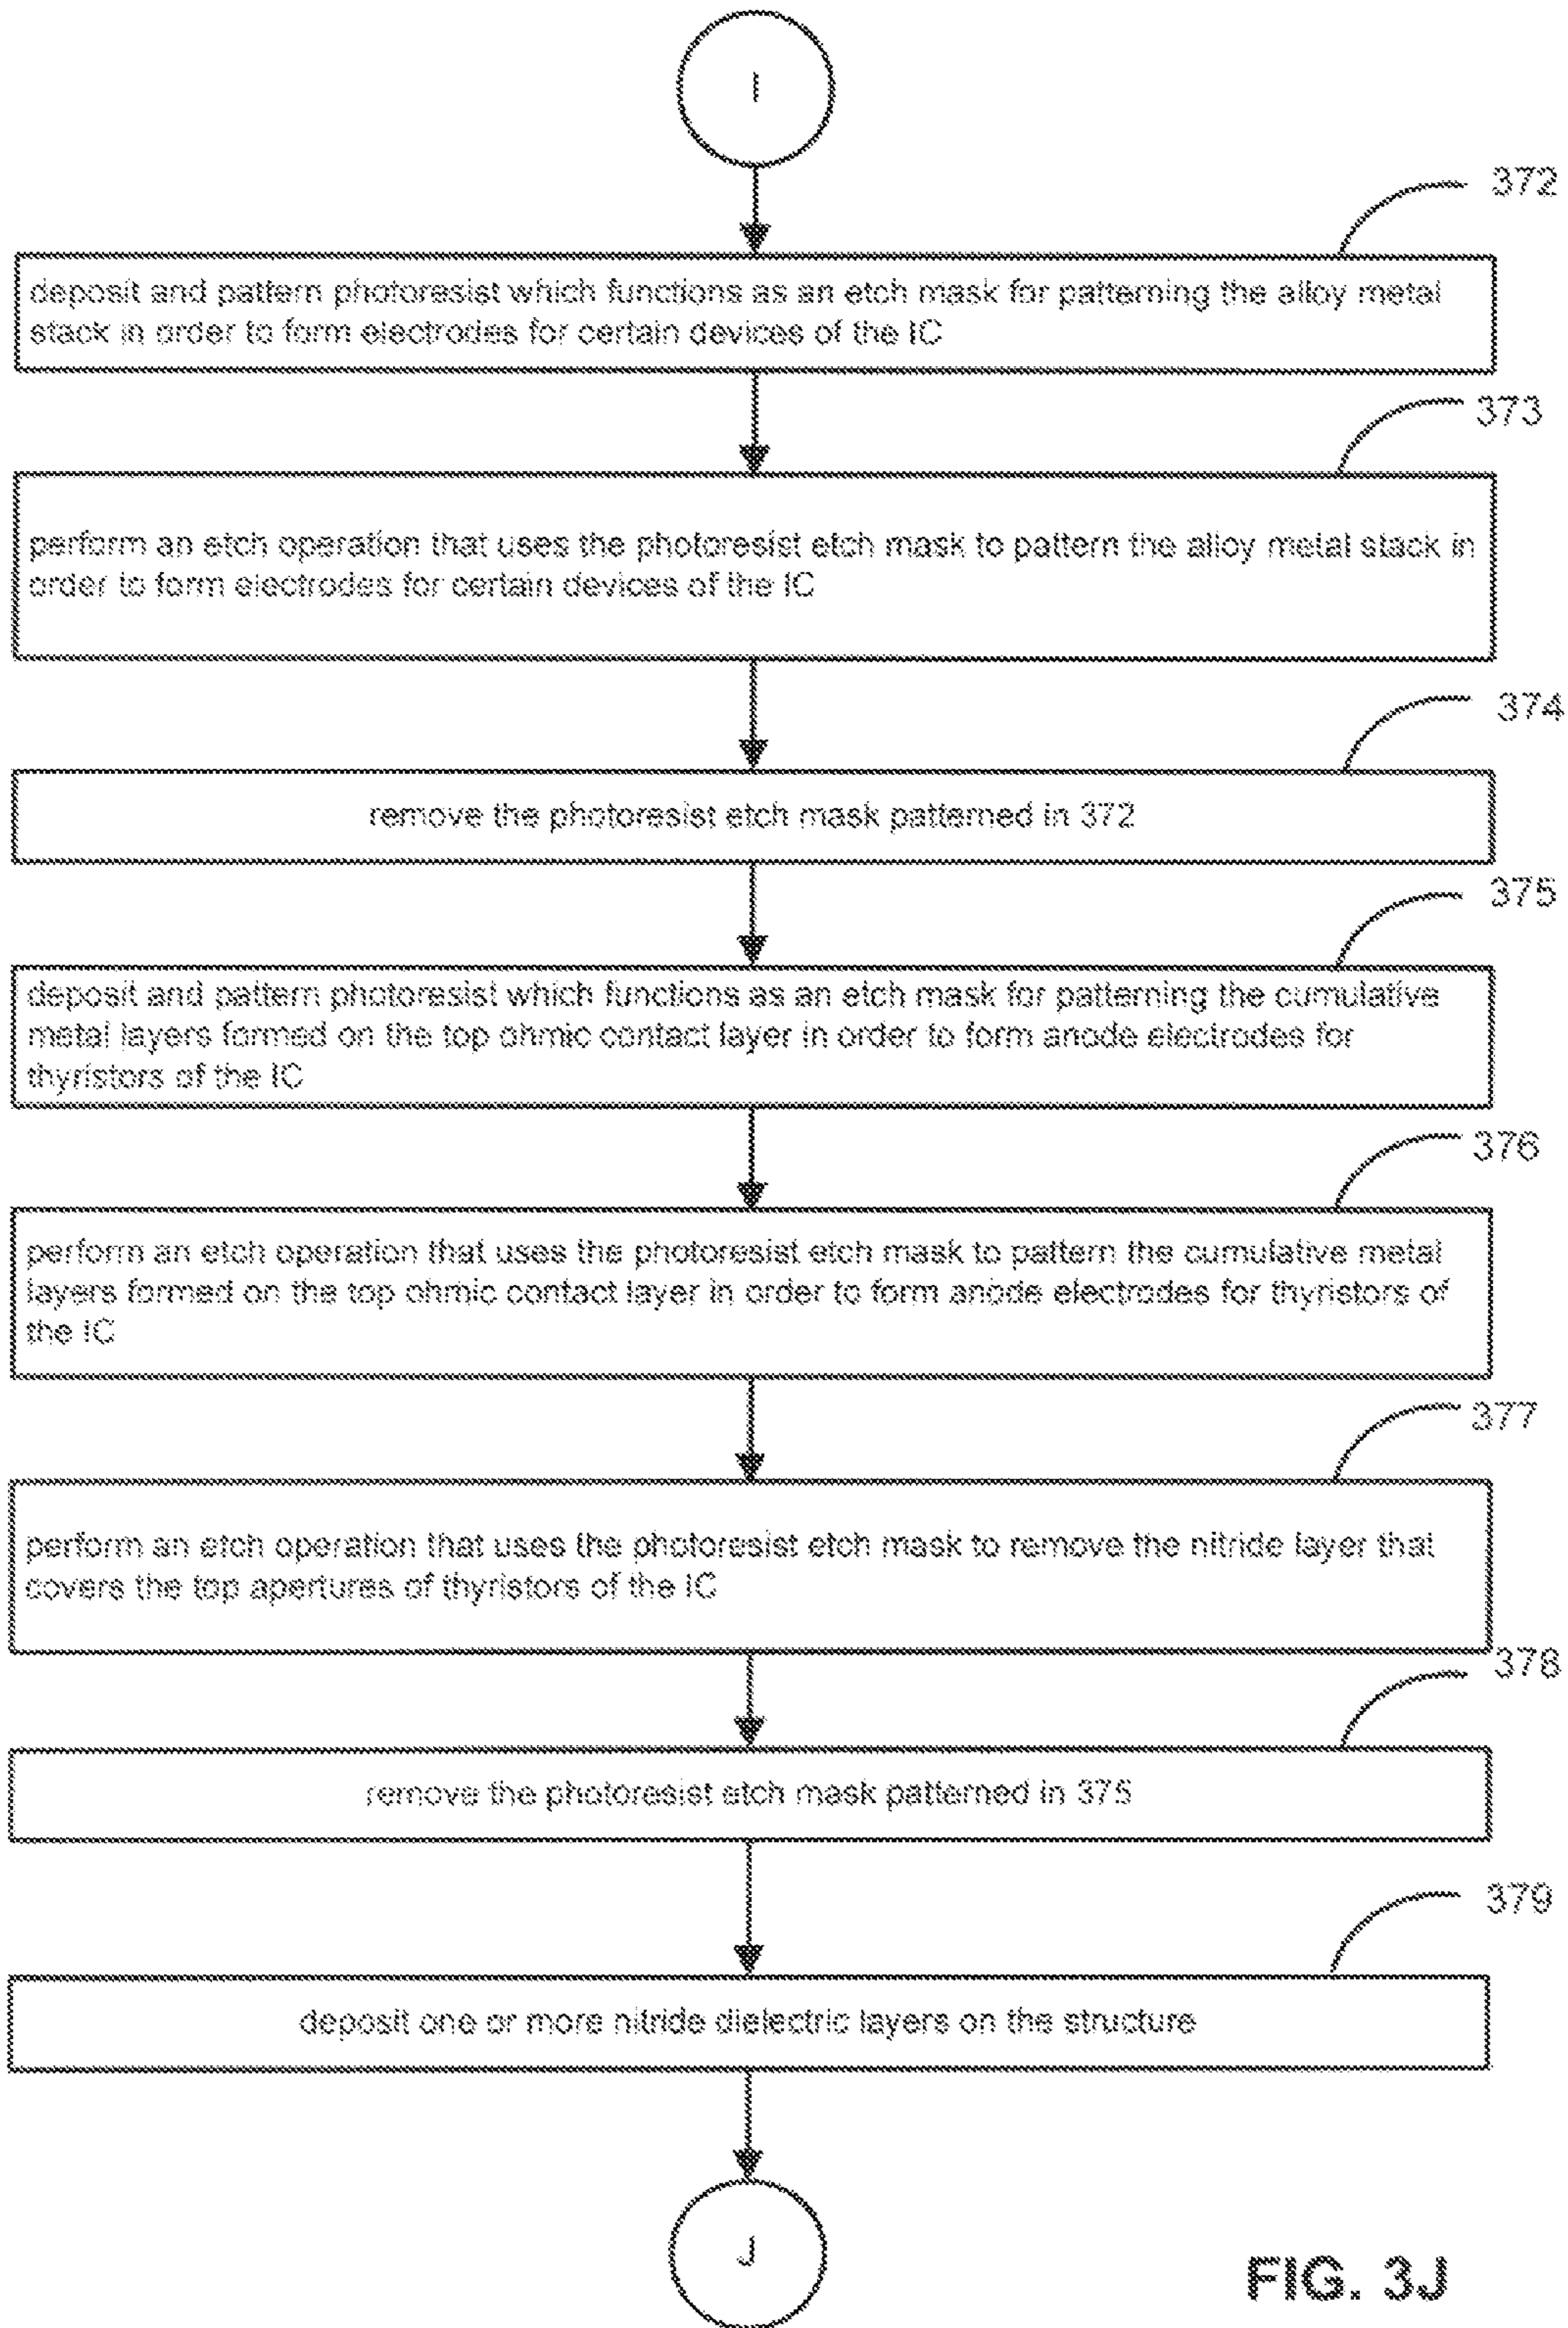 I
372
deposit and pattern photoresist which functions as an etch mask for patterning the alloy metal
stack in order to form electrodes for certain devices of the IC
373
perform an etch operation that uses the photoresist etch mask to pattern the alloy metal stack in
order to form electrodes for certain devices of the IC
374
remove the photoresist etch mask patterned in 372
375
deposit and pattern photoresist which functions as an etch mask for patterning the cumulative
metal layers formed on the top ohmic contact layer in order to form anode electrodes for
thyristors of the IC
376
perform an etch operation that uses the photoresist etch mask to pattern the cumulative metal
layers formed on the top ohmic contact layer in order to form anode electrodes for thyristors of
the IC
377
perform an etch operation that uses the photoresist etch mask to remove the nitride layer that
covers the top apertures of thyristors of the IC
378
remove the photoresist etch mask patterned in 375
379
deposit one or more nitride dielectric layers on the structure
J
FIG. 3J